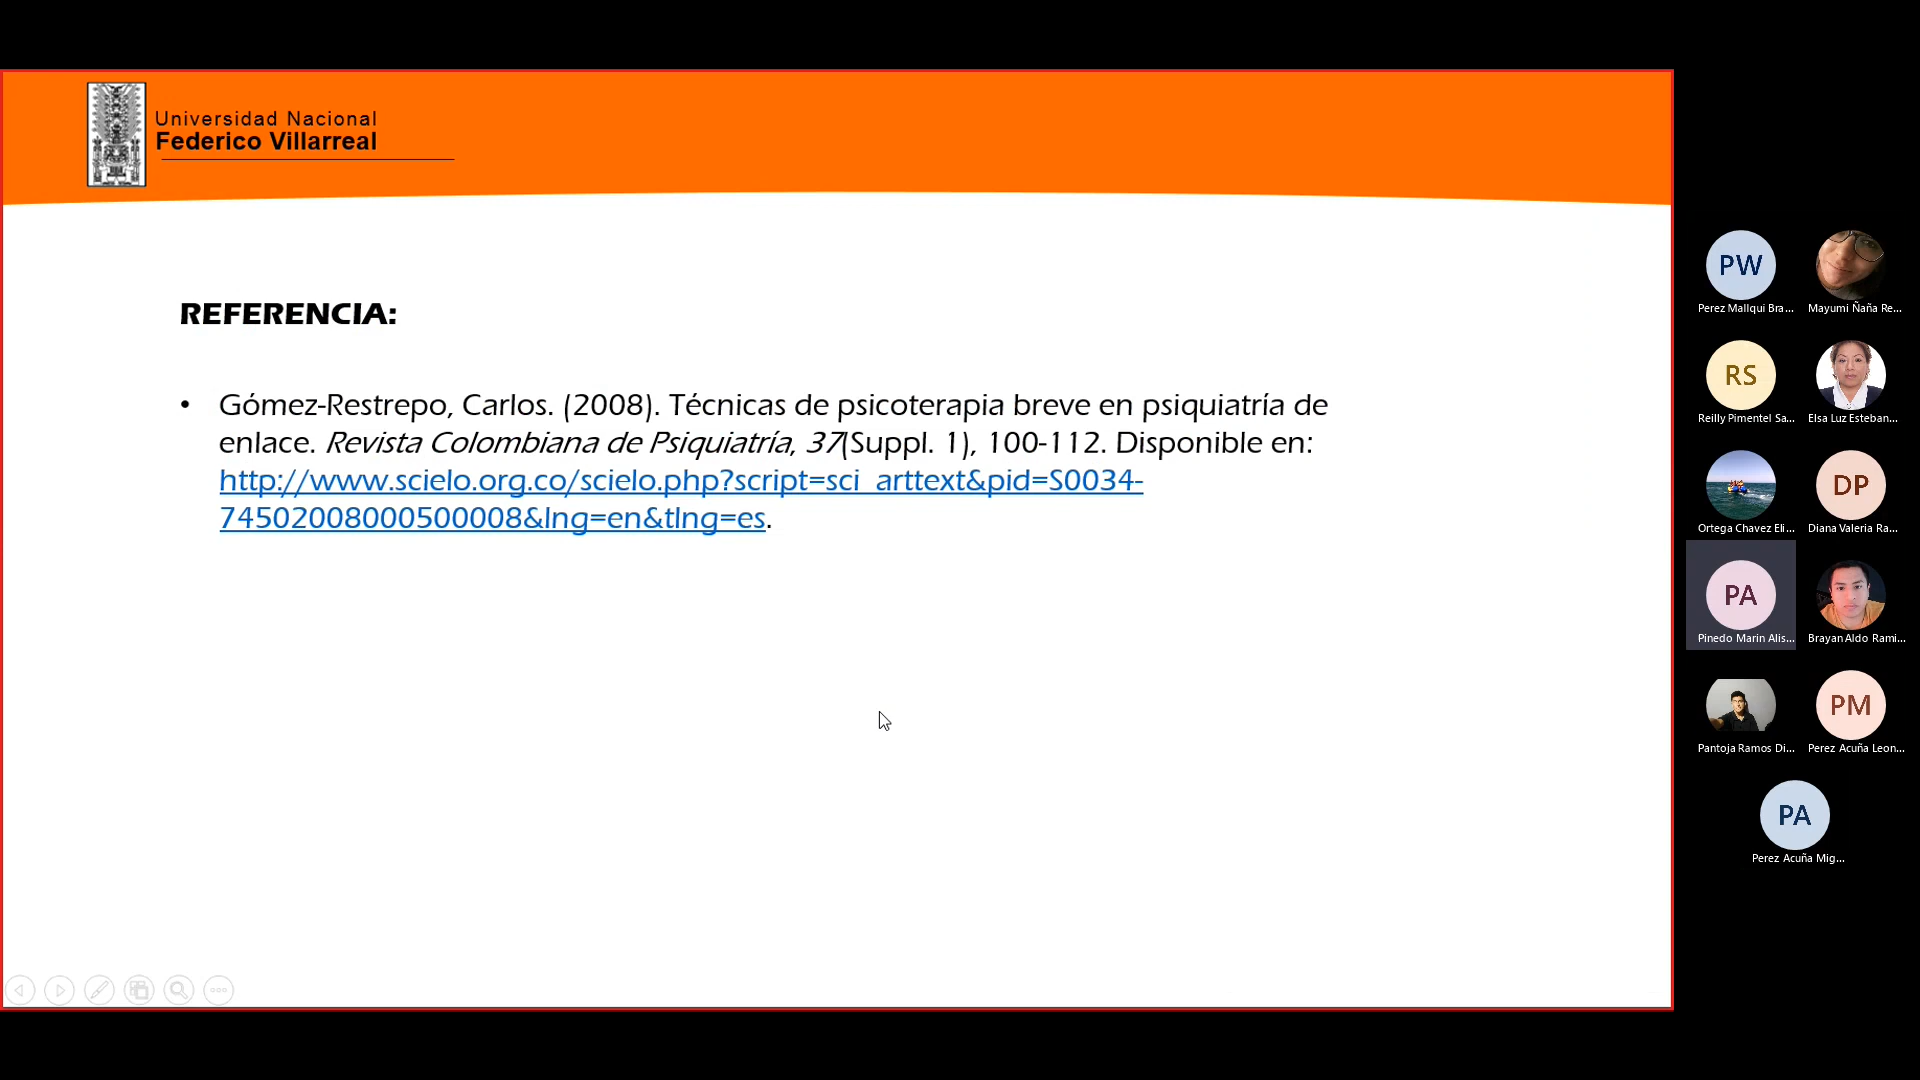 Universidad Nacional
Federico Villarreal
REFERENCIA:
• Gómez-Restrepo, Carlos. (2008). Técnicas de psicoterapia breve en psiquiatría de
enlace. Revista Colombiana de Psiquiatría, 37(Suppl. 1), 100-112. Disponible en:
http://www.scielo.org.co/scielo.php?script=sci_arttext&pid=S0034-
74502008000500008&lng=en&tlng=es.
PW
Perez Mallqui Bra...
Mayumi Ñaña Re...
RS
Reilly Pimentel Sa...
Elsa Luz Esteban...
Ortega Chavez Eli...
DP
Diana Valeria Ra...
PA
Pinedo Marin Alis...
Brayan Aldo Rami...
Pantoja Ramos Di...
PM
Perez Acuña Leon...
PA
Perez Acuña Mig...